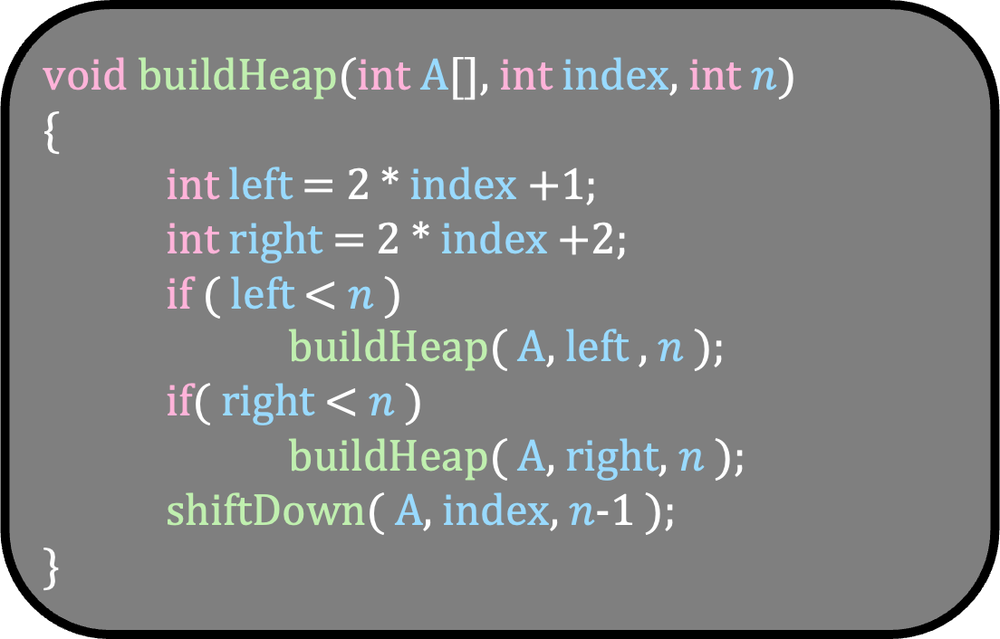 void buildHeap(int A[], int index, int n)
{
int left = 2 * index +1;
int right = 2 * index +2;
if ( left < n )
buildHeap( A, left , n );
if( right < n )
buildHeap( A, right, n );
shiftDown( A, index, n-1 );
}